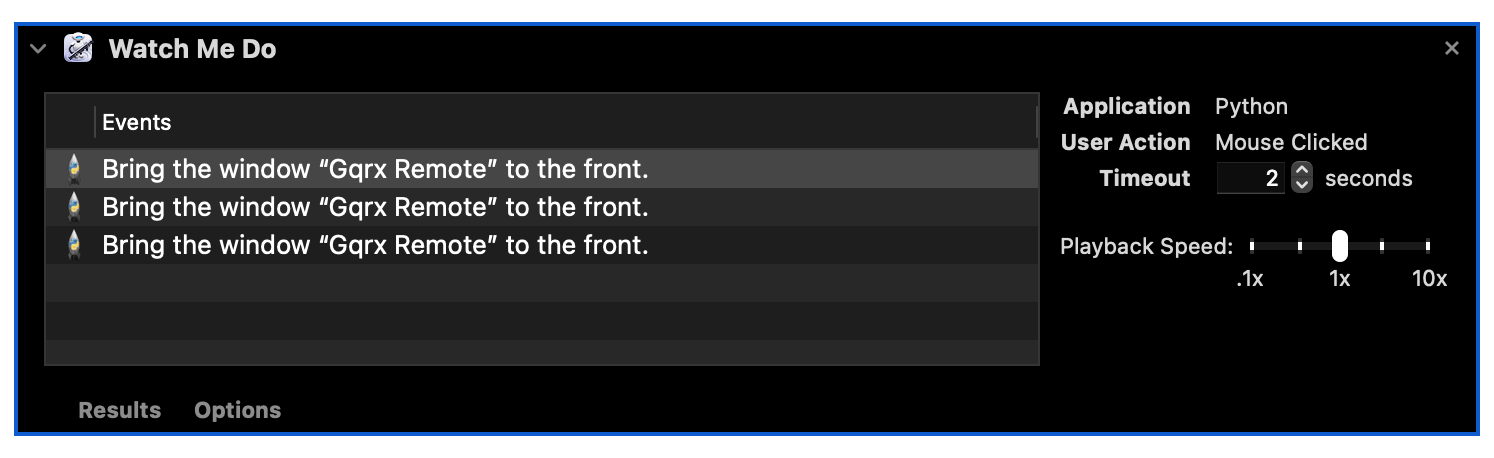 Watch Me Do
Events
Bring the window “Gqrx Remote” to the front.
Bring the window “Gqrx Remote” to the front.
Bring the window “Gqrx Remote” to the front.
Application Python
User Action Mouse Clicked
Timeout 2 seconds
Playback Speed:
.1x 1x 10x
Results Options